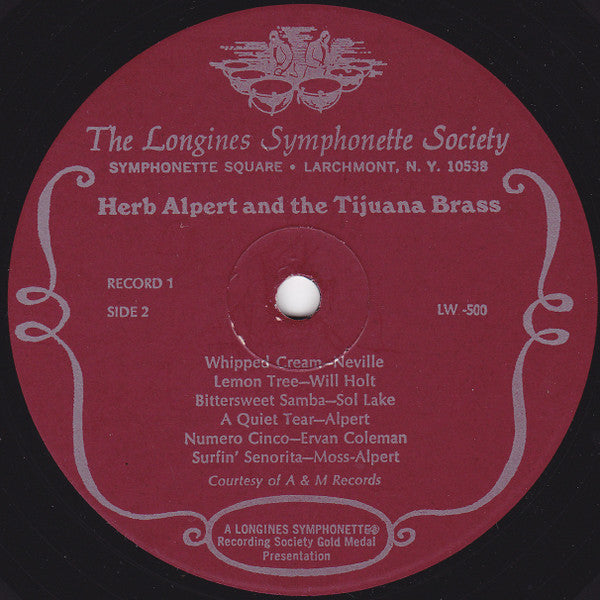 The Longines Symphonette Society
SYMPHONETTE SQUARE • LARCHMONT, N. Y. 10538
Herb Alpert and the Tijuana Brass
RECORD 1
SIDE 2
LW -500
Whipped Cream—Neville
Lemon Tree—Will Holt
Bittersweet Samba—Sol Lake
A Quiet Tear—Alpert
Numero Cinco—Ervan Coleman
Surfin' Senorita—Moss-Alpert
Courtesy of A & M Records
A LONGINES SYMPHONETTE®
Recording Society Gold Medal
Presentation